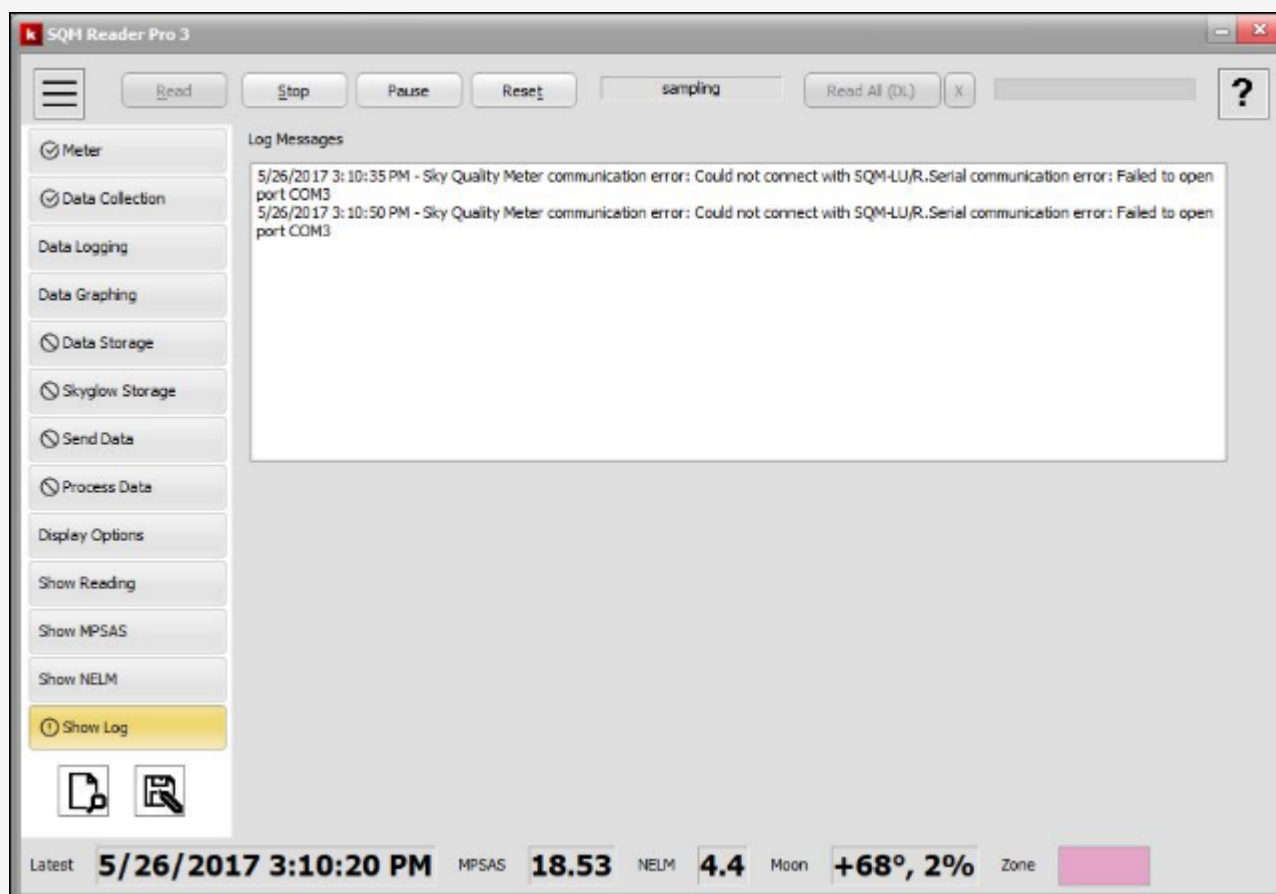 k SQM Reader Pro 3
Read Stop Pause Reset sampling Read All (DL) X ?
Meter
Data Collection
Data Logging
Data Graphing
Data Storage
Skyglow Storage
Send Data
Process Data
Display Options
Show Reading
Show MPSAS
Show NELM
Show Log
Log Messages
5/26/2017 3:10:35 PM - Sky Quality Meter communication error: Could not connect with SQM-LU/R.Serial communication error: Failed to open
port COM3
5/26/2017 3:10:50 PM - Sky Quality Meter communication error: Could not connect with SQM-LU/R.Serial communication error: Failed to open
port COM3
Latest 5/26/2017 3:10:20 PM MPSAS 18.53 NELM 4.4 Moon +68°, 2% Zone